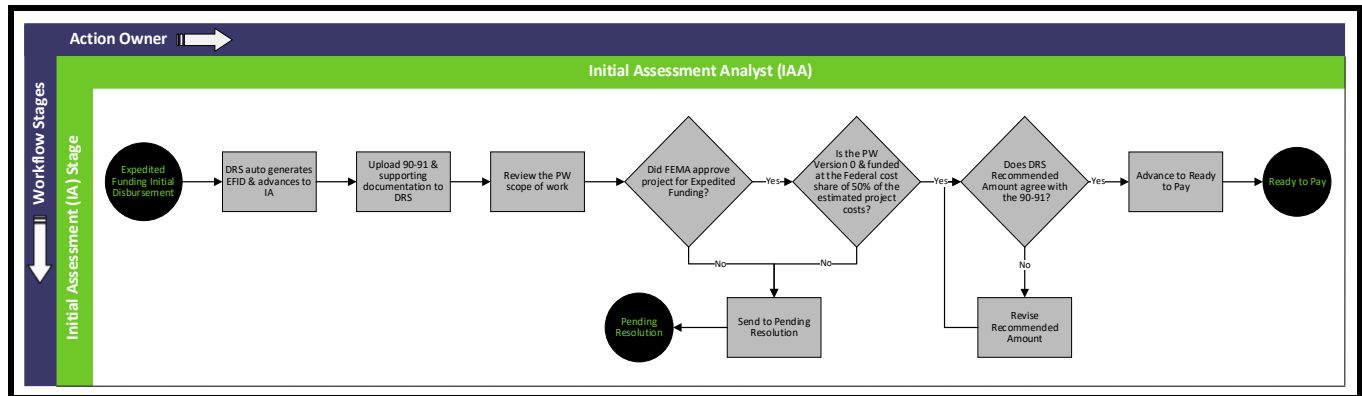 Action Owner
Workflow Stages
Initial Assessment (IA) Stage
Initial Assessment Analyst (IAA)
Expedited
Funding Initial
Disbursement
DRS auto generates
EFID & advances to
IA
Upload 90-91 &
supporting
documentation to
DRS
Review the PW
scope of work
Did FEMA approve
project for Expedited
Funding?
Yes
Is the PW
Version 0 & funded
at the Federal cost
share of 50% of the
estimated project
costs?
Yes
Does DRS
Recommended
Amount agree with
the 90-91?
Yes
Advance to Ready
to Pay
Ready to Pay
No
No
No
Pending
Resolution
Send to Pending
Resolution
Revise
Recommended
Amount